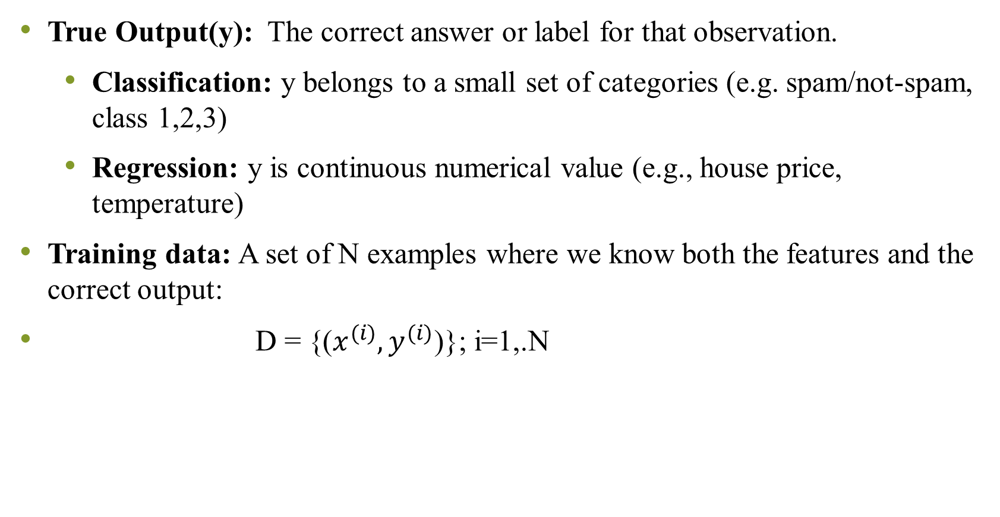 • True Output(y): The correct answer or label for that observation.
• Classification: y belongs to a small set of categories (e.g. spam/not-spam,
class 1,2,3)
• Regression: y is continuous numerical value (e.g., house price,
temperature)
• Training data: A set of N examples where we know both the features and the
correct output:
• D = {(𝑥⁽ⁱ⁾, 𝑦⁽ⁱ⁾)}; i=1,.N